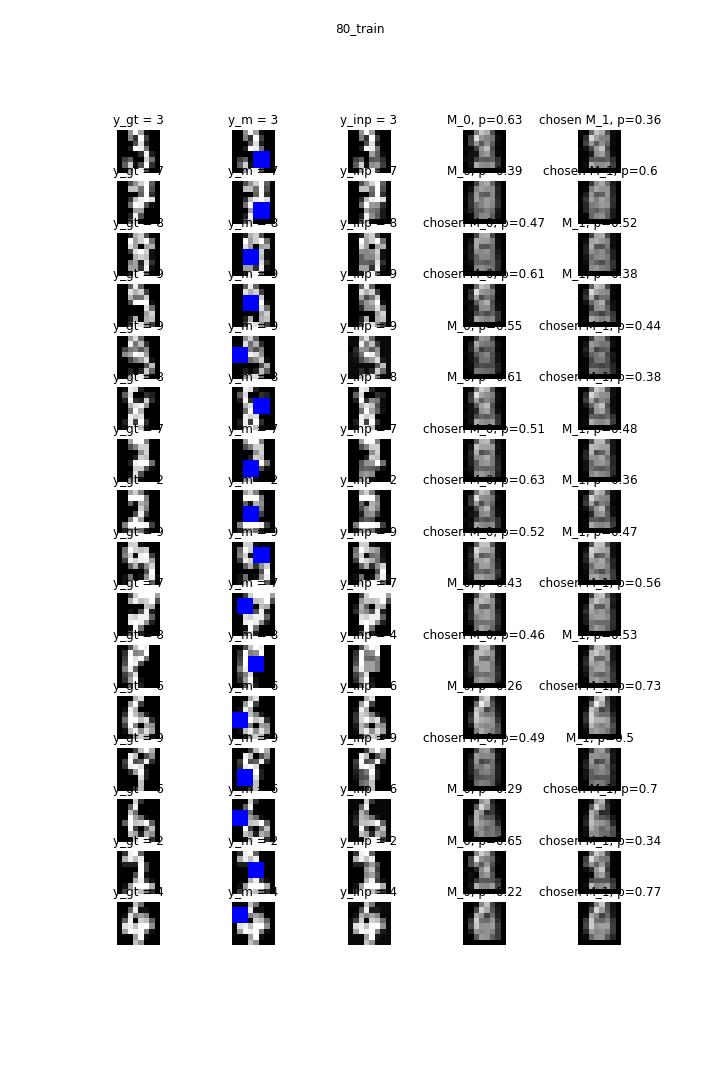 80_train
y_gt = 3 y_m = 3 y_inp = 3 M_0, p=0.63 chosen M_1, p=0.36
y_gt = 7 y_m = 7 y_inp = 7 M_0, p=0.39 chosen M_1, p=0.6
y_gt = 8 y_m = 8 y_inp = 8 chosen M_0, p=0.47 M_1, p=0.52
y_gt = 9 y_m = 9 y_inp = 9 chosen M_0, p=0.61 M_1, p=0.38
y_gt = 9 y_m = 9 y_inp = 9 M_0, p=0.55 chosen M_1, p=0.44
y_gt = 8 y_m = 8 y_inp = 8 M_0, p=0.61 chosen M_1, p=0.38
y_gt = 7 y_m = 7 y_inp = 7 chosen M_0, p=0.51 M_1, p=0.48
y_gt = 2 y_m = 2 y_inp = 2 chosen M_0, p=0.63 M_1, p=0.36
y_gt = 9 y_m = 9 y_inp = 9 chosen M_0, p=0.52 M_1, p=0.47
y_gt = 7 y_m = 7 y_inp = 7 M_0, p=0.43 chosen M_1, p=0.56
y_gt = 8 y_m = 8 y_inp = 4 chosen M_0, p=0.46 M_1, p=0.53
y_gt = 6 y_m = 6 y_inp = 6 M_0, p=0.26 chosen M_1, p=0.73
y_gt = 9 y_m = 9 y_inp = 9 chosen M_0, p=0.49 M_1, p=0.5
y_gt = 6 y_m = 6 y_inp = 6 M_0, p=0.29 chosen M_1, p=0.7
y_gt = 2 y_m = 2 y_inp = 2 M_0, p=0.65 chosen M_1, p=0.34
y_gt = 4 y_m = 4 y_inp = 4 M_0, p=0.22 chosen M_1, p=0.77